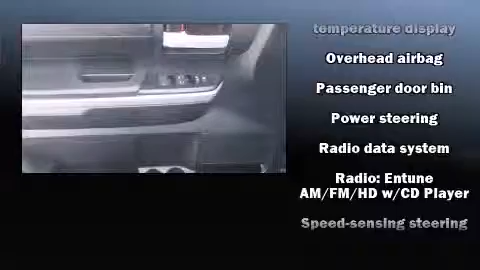 temperature display
Overhead airbag
Passenger door bin
Power steering
Radio data system
Radio: Entune
AM/FM/HD w/CD Player
Speed-sensing steering